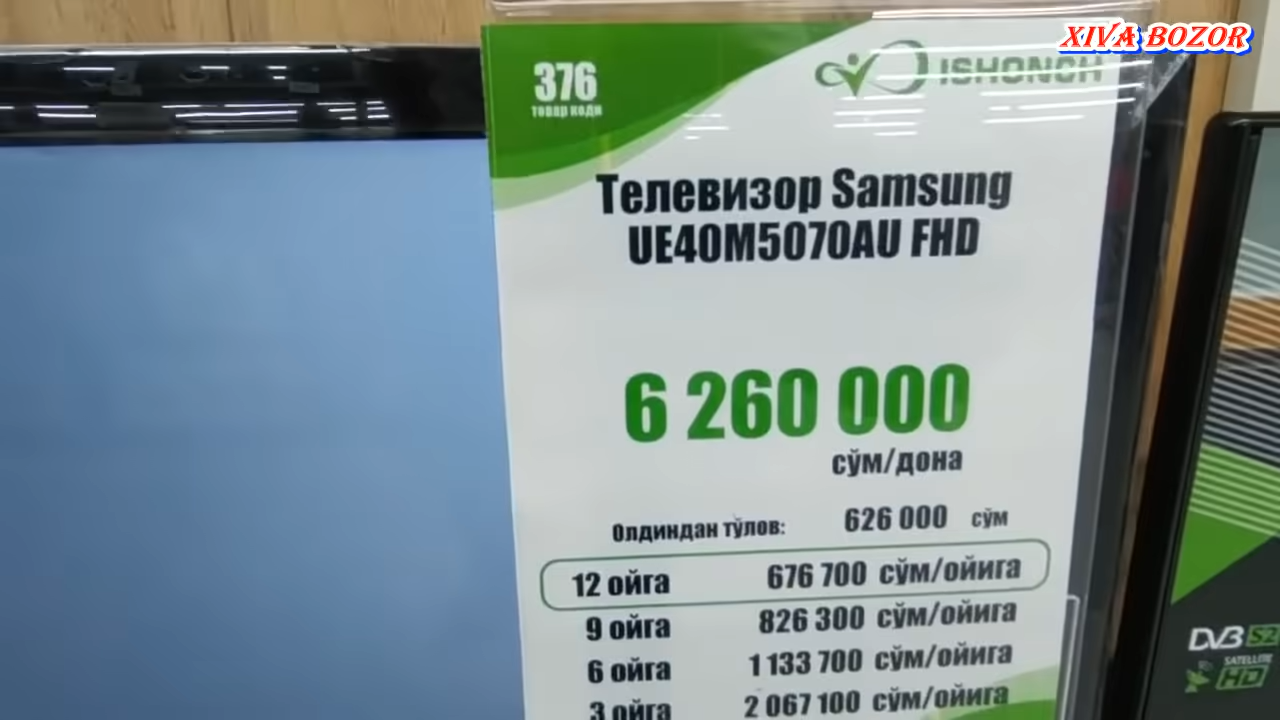 XIVA BOZOR
376
товар коди
ISHONCH
Телевизор Samsung
UE40M5070AU FHD
6 260 000
сўм/дона
Олдиндан тўлов: 626 000 сўм
12 ойга 676 700 сўм/ойига
9 ойга 826 300 сўм/ойига
6 ойга 1 133 700 сўм/ойига
3 ойга 2 067 100 сўм/ойига
DVB S2
SATELLITE
HD